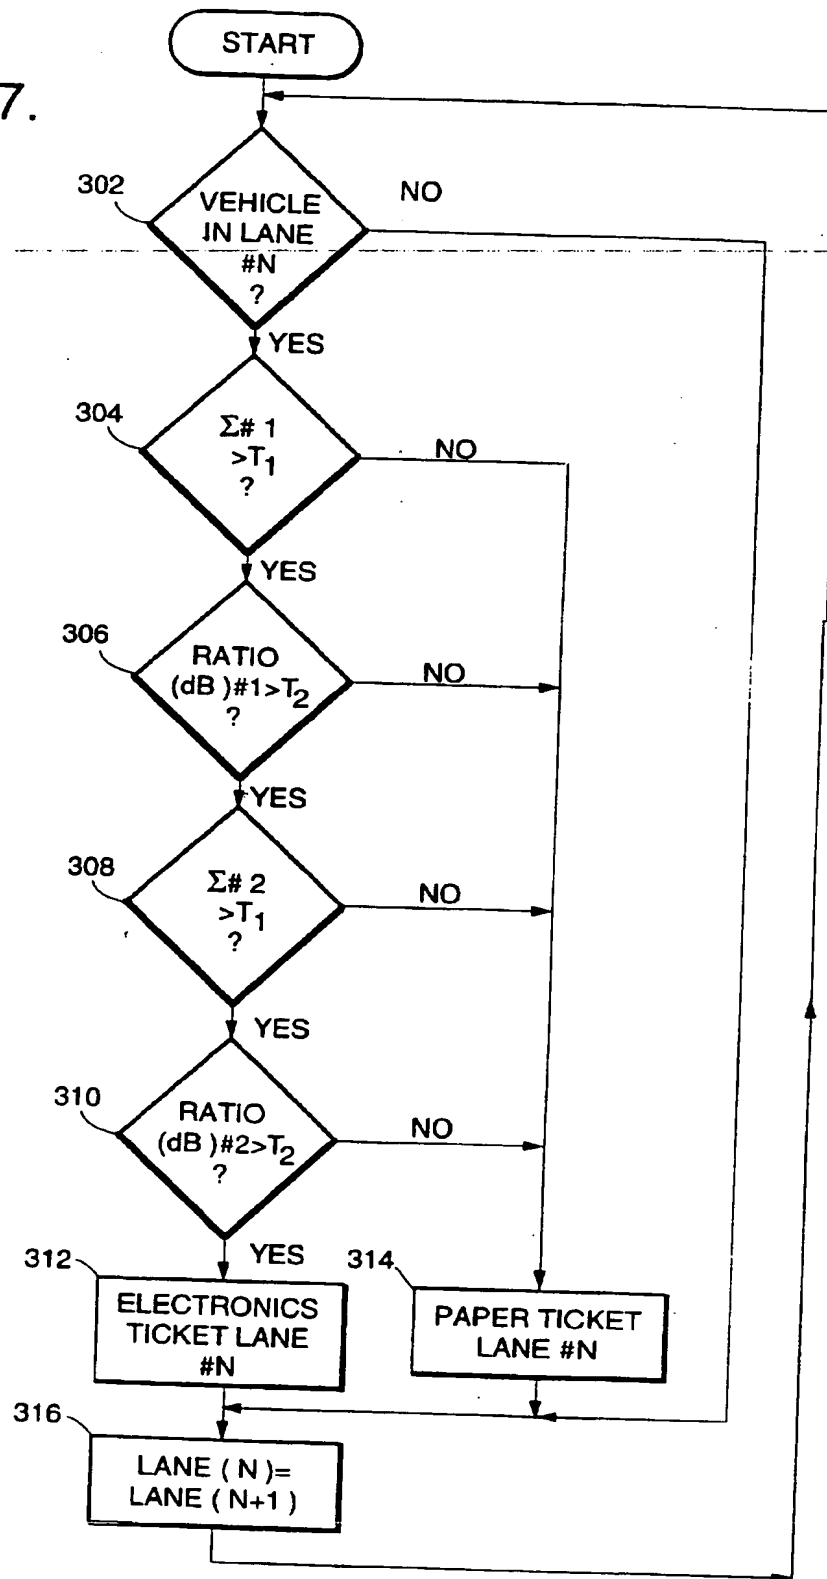 START
7.
302
VEHICLE
IN LANE
#N
?
NO
YES
304
Σ# 1
>T1
?
NO
YES
306
RATIO
(dB)#1>T2
?
NO
YES
308
Σ# 2
>T1
?
NO
YES
310
RATIO
(dB)#2>T2
?
NO
YES
312
ELECTRONICS
TICKET LANE
#N
314
PAPER TICKET
LANE #N
316
LANE ( N )=
LANE ( N+1 )